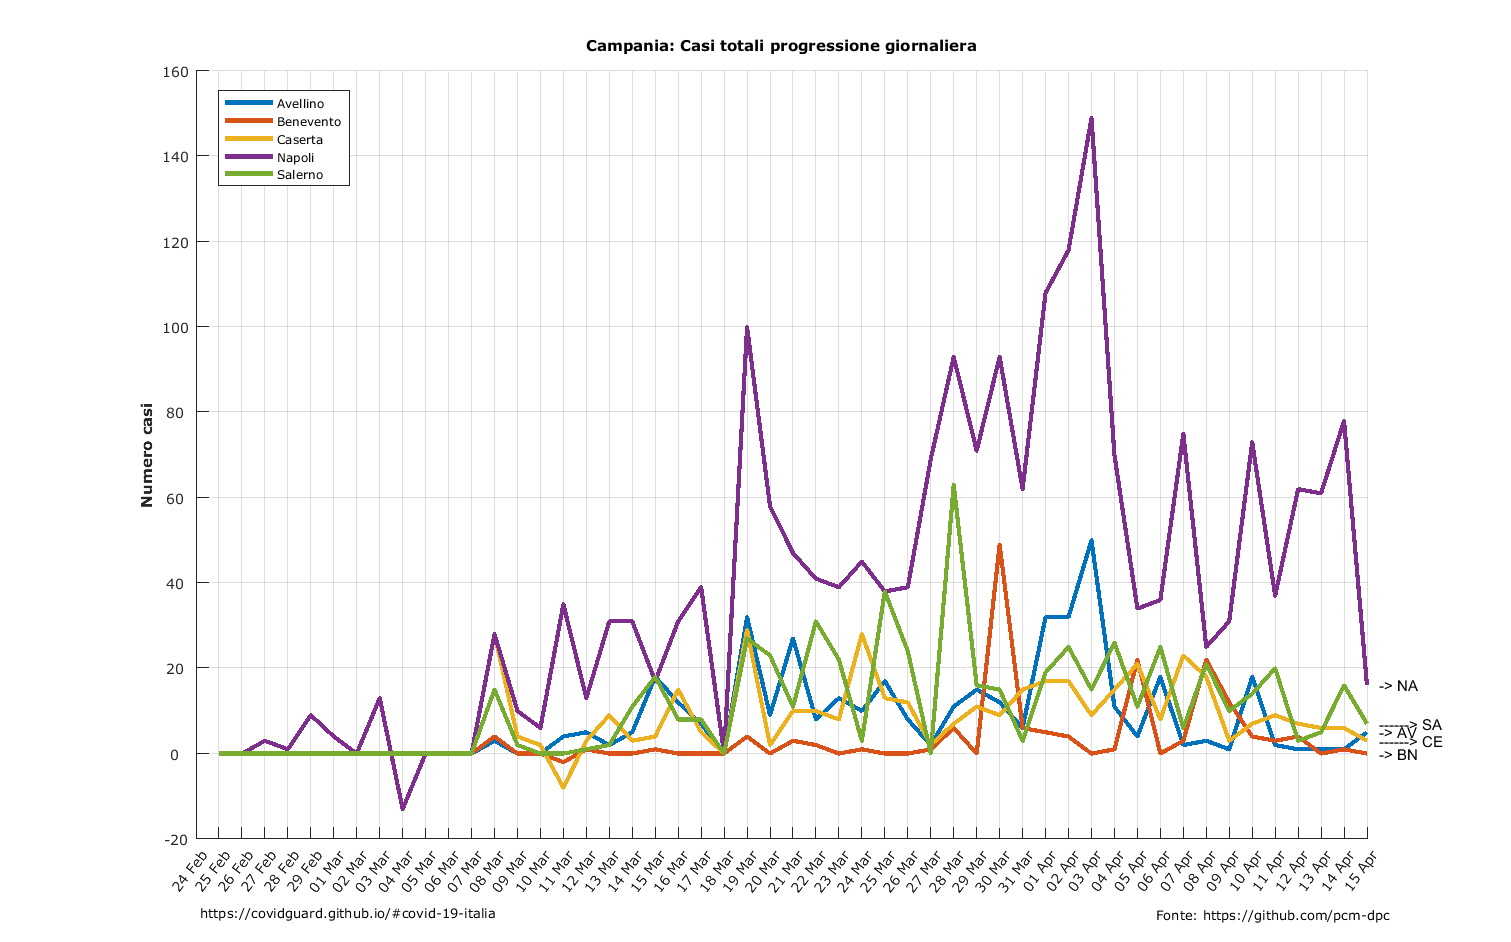 Campania: Casi totali progressione giornaliera
160
140
120
100
80
60
40
20
0
-20
Numero casi
Avellino
Benevento
Caserta
Napoli
Salerno
-> NA
------> SA
-> AV
------> CE
-> BN
24 Feb
25 Feb
26 Feb
27 Feb
28 Feb
29 Feb
01 Mar
02 Mar
03 Mar
04 Mar
05 Mar
06 Mar
07 Mar
08 Mar
09 Mar
10 Mar
11 Mar
12 Mar
13 Mar
14 Mar
15 Mar
16 Mar
17 Mar
18 Mar
19 Mar
20 Mar
21 Mar
22 Mar
23 Mar
24 Mar
25 Mar
26 Mar
27 Mar
28 Mar
29 Mar
30 Mar
31 Mar
01 Apr
02 Apr
03 Apr
04 Apr
05 Apr
06 Apr
07 Apr
08 Apr
09 Apr
10 Apr
11 Apr
12 Apr
13 Apr
14 Apr
15 Apr
https://covidguard.github.io/#covid-19-italia
Fonte: https://github.com/pcm-dpc